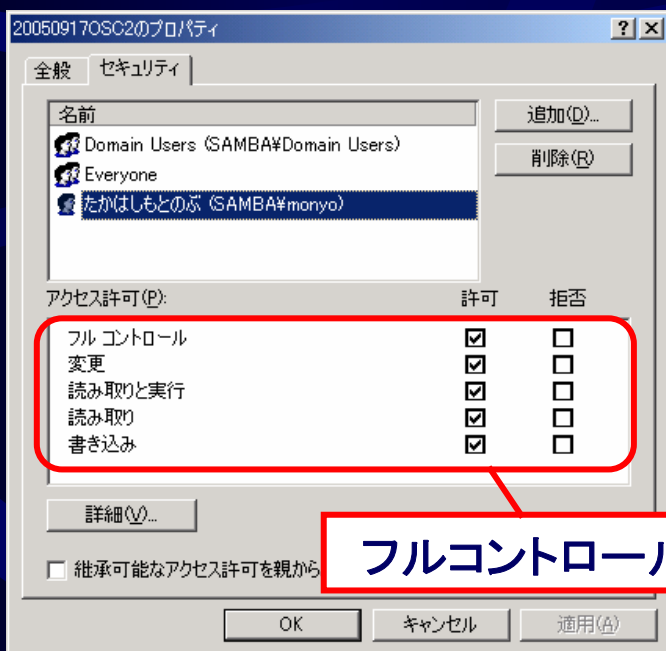 20050917OSC2のプロパティ
全般 セキュリティ
名前
追加(D)...
Domain Users (SAMBA¥Domain Users)
Everyone
削除(R)
たかはしもとのぶ (SAMBA¥monyo)
アクセス許可(P): 許可 拒否
フル コントロール
変更
読み取りと実行
読み取り
書き込み
詳細(V)...
フルコントロール
継承可能なアクセス許可を親から
OK キャンセル 適用(A)